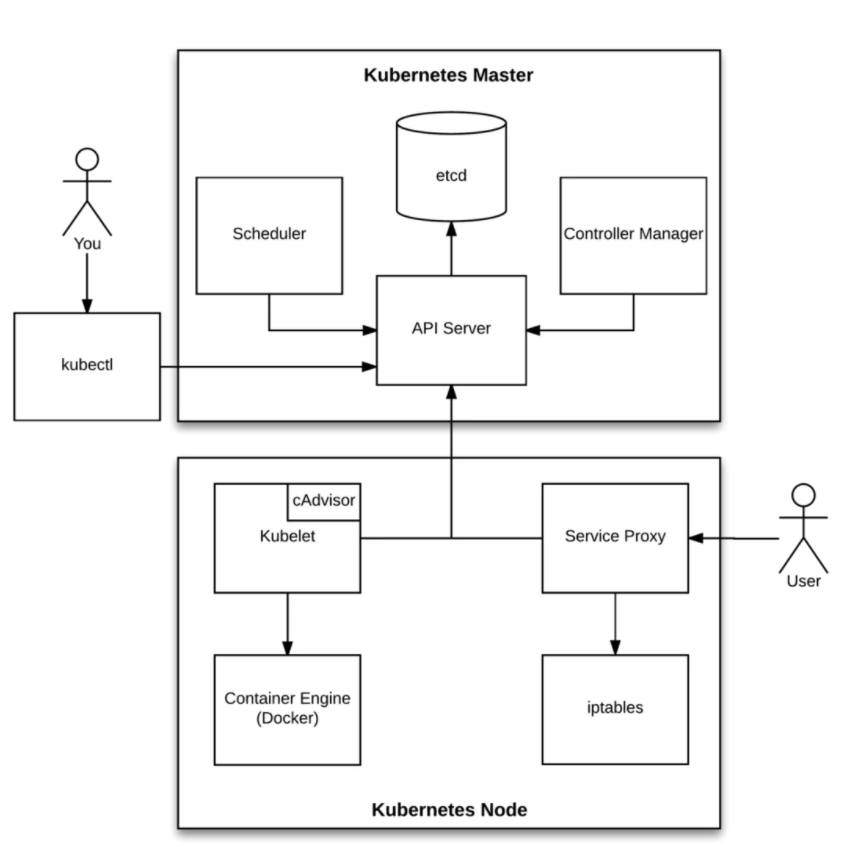 Kubernetes Master
etcd
Scheduler
Controller Manager
You
API Server
kubectl
cAdvisor
Kubelet
Service Proxy
User
Container Engine
(Docker)
iptables
Kubernetes Node